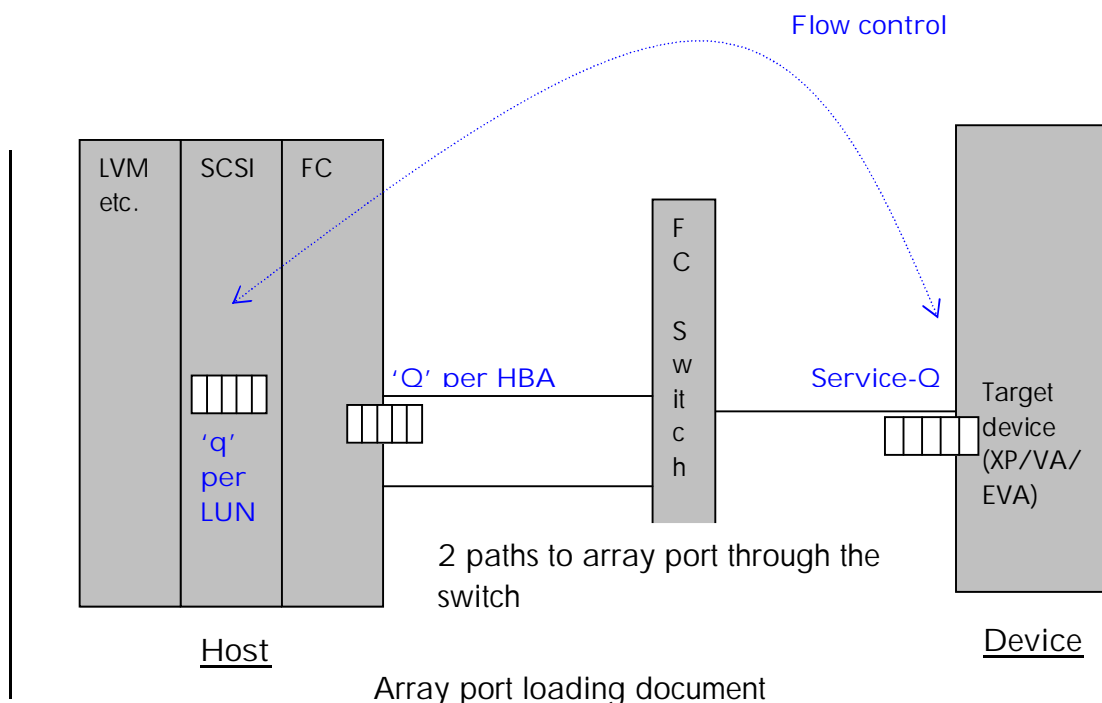 Flow control
LVM
etc.
SCSI
FC
F
C
S
w
it
c
h
'Q' per HBA
Service-Q
'q'
per
LUN
Target
device
(XP/VA/
EVA)
2 paths to array port through the
switch
Host
Device
Array port loading document